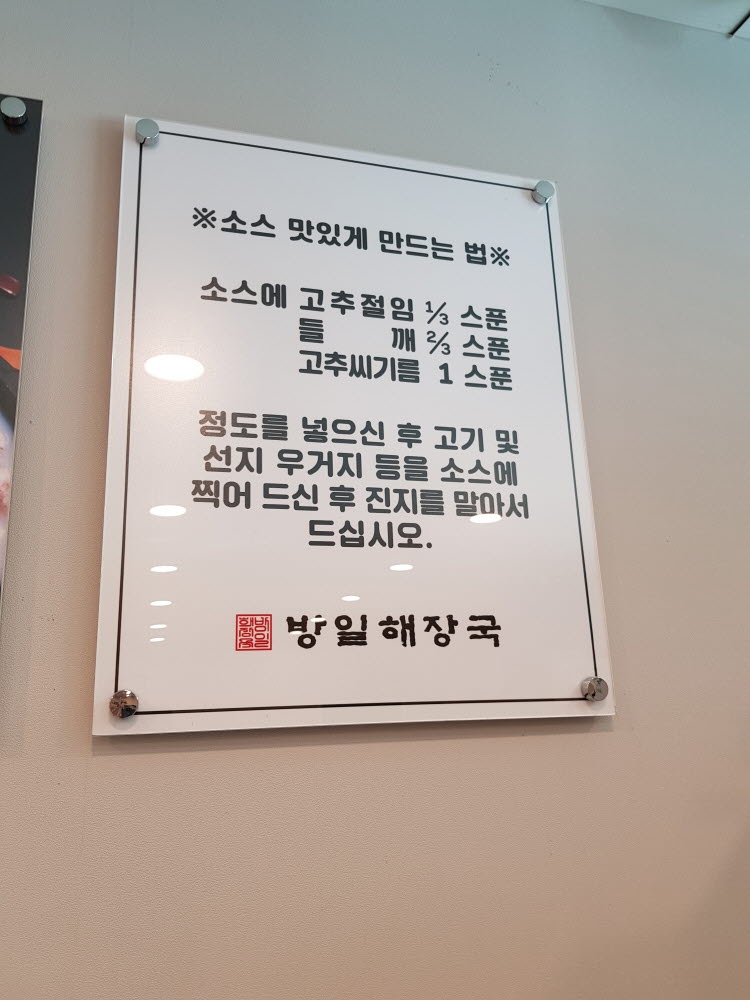 ※소스 맛있게 만드는 법※
소스에 고추절임 ⅓ 스푼
들 깨 ⅔ 스푼
고추씨기름 1 스푼
정도를 넣으신 후 고기 및
선지 우거지 등을 소스에
찍어 드신 후 진지를 말아서
드십시오.
방일해장국